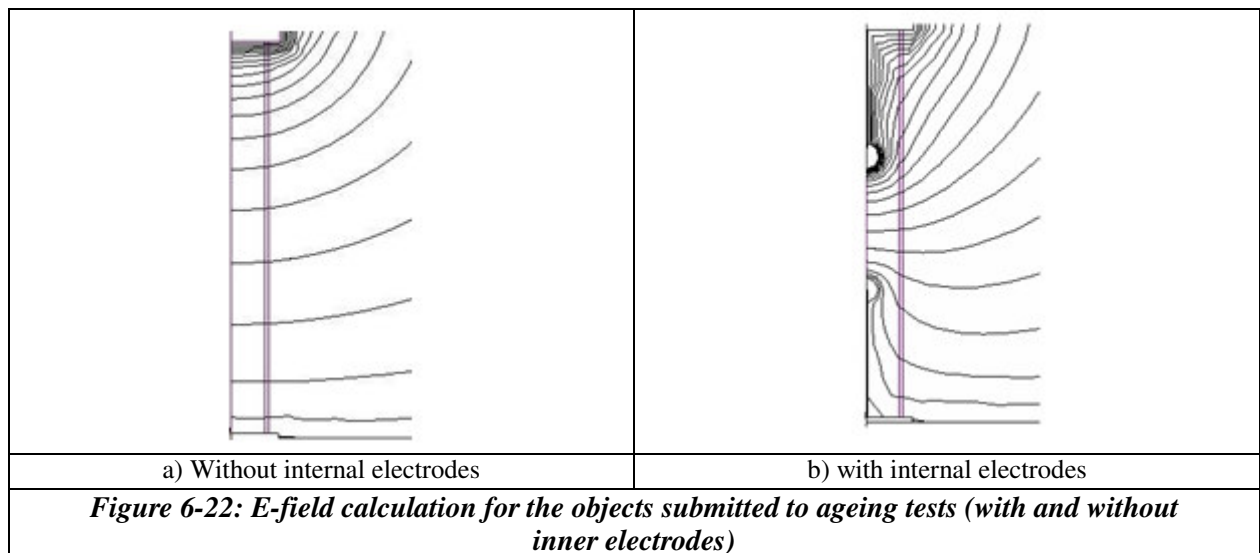 a) Without internal electrodes
b) with internal electrodes
Figure 6-22: E-field calculation for the objects submitted to ageing tests (with and without
inner electrodes)